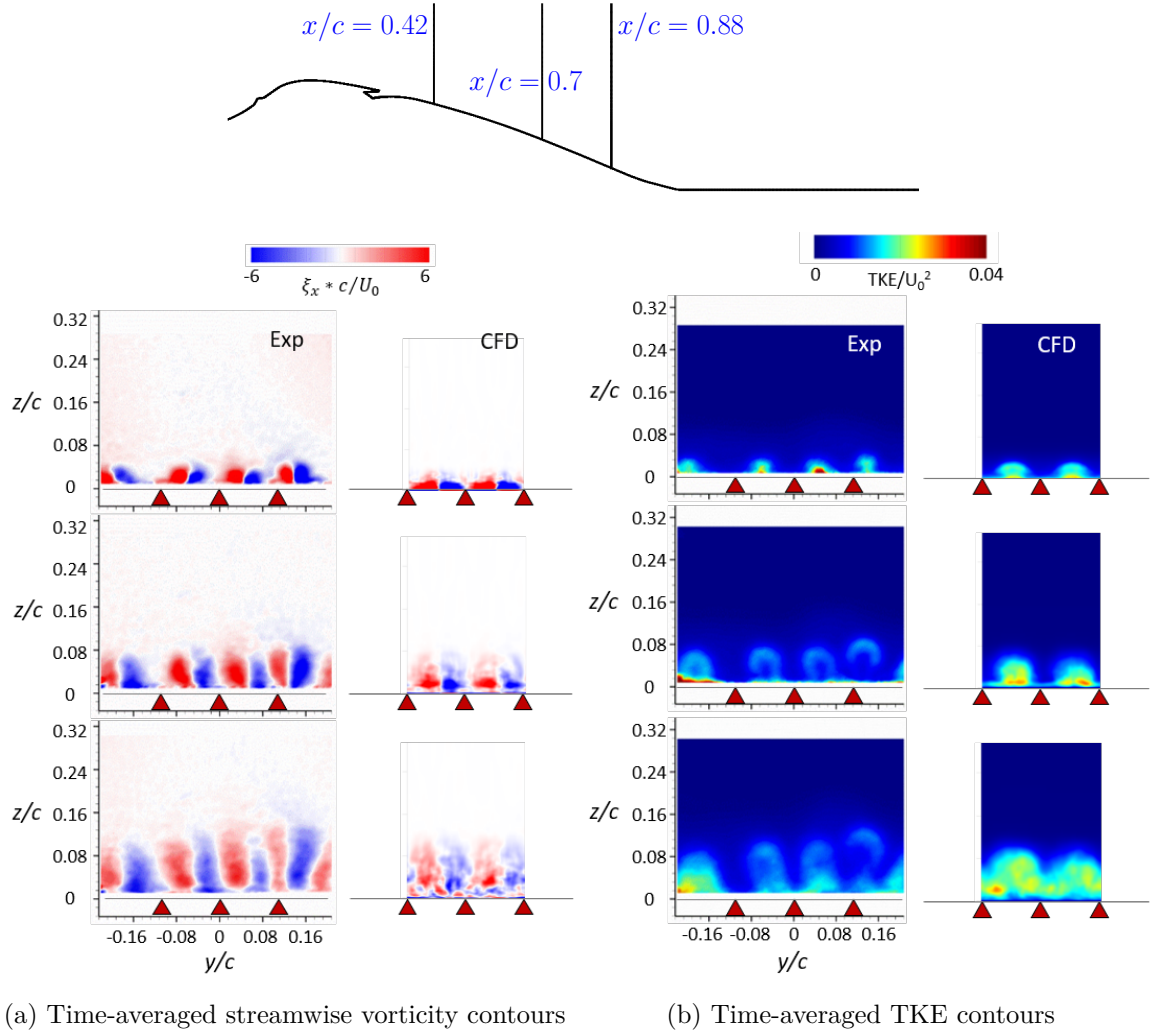 x/c = 0.42
x/c = 0.88
x/c = 0.7
-6 6
ξx * c/U0
0 0.04
TKE/U0²
0.32
Exp
CFD
0.24
z/c 0.16
0.08
0
0.32
Exp
CFD
0.24
z/c 0.16
0.08
0
0.32
0.24
z/c 0.16
0.08
0
0.32
0.24
z/c 0.16
0.08
0
0.32
0.24
z/c 0.16
0.08
0
-0.16 -0.08 0 0.08 0.16
y/c
0.32
0.24
z/c 0.16
0.08
0
-0.16 -0.08 0 0.08 0.16
y/c
(a) Time-averaged streamwise vorticity contours
(b) Time-averaged TKE contours